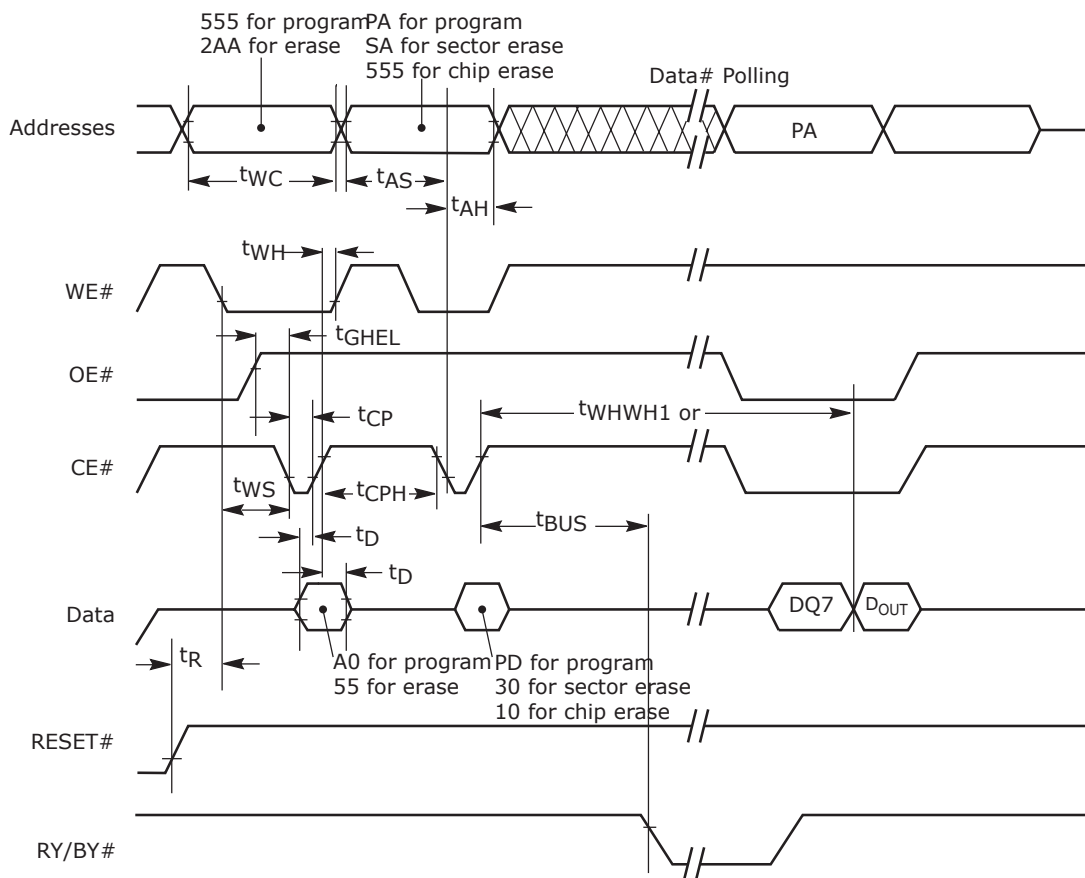 555 for program
2AA for erase
PA for program
SA for sector erase
555 for chip erase
Data# Polling
Addresses
PA
tWC
tAS
tAH
tWH
WE#
tGHEL
OE#
tCP
tWHWH1 or
CE#
tWS
tCPH
tBUS
tD
tD
Data
DQ7
DOUT
tR
A0 for program
55 for erase
PD for program
30 for sector erase
10 for chip erase
RESET#
RY/BY#